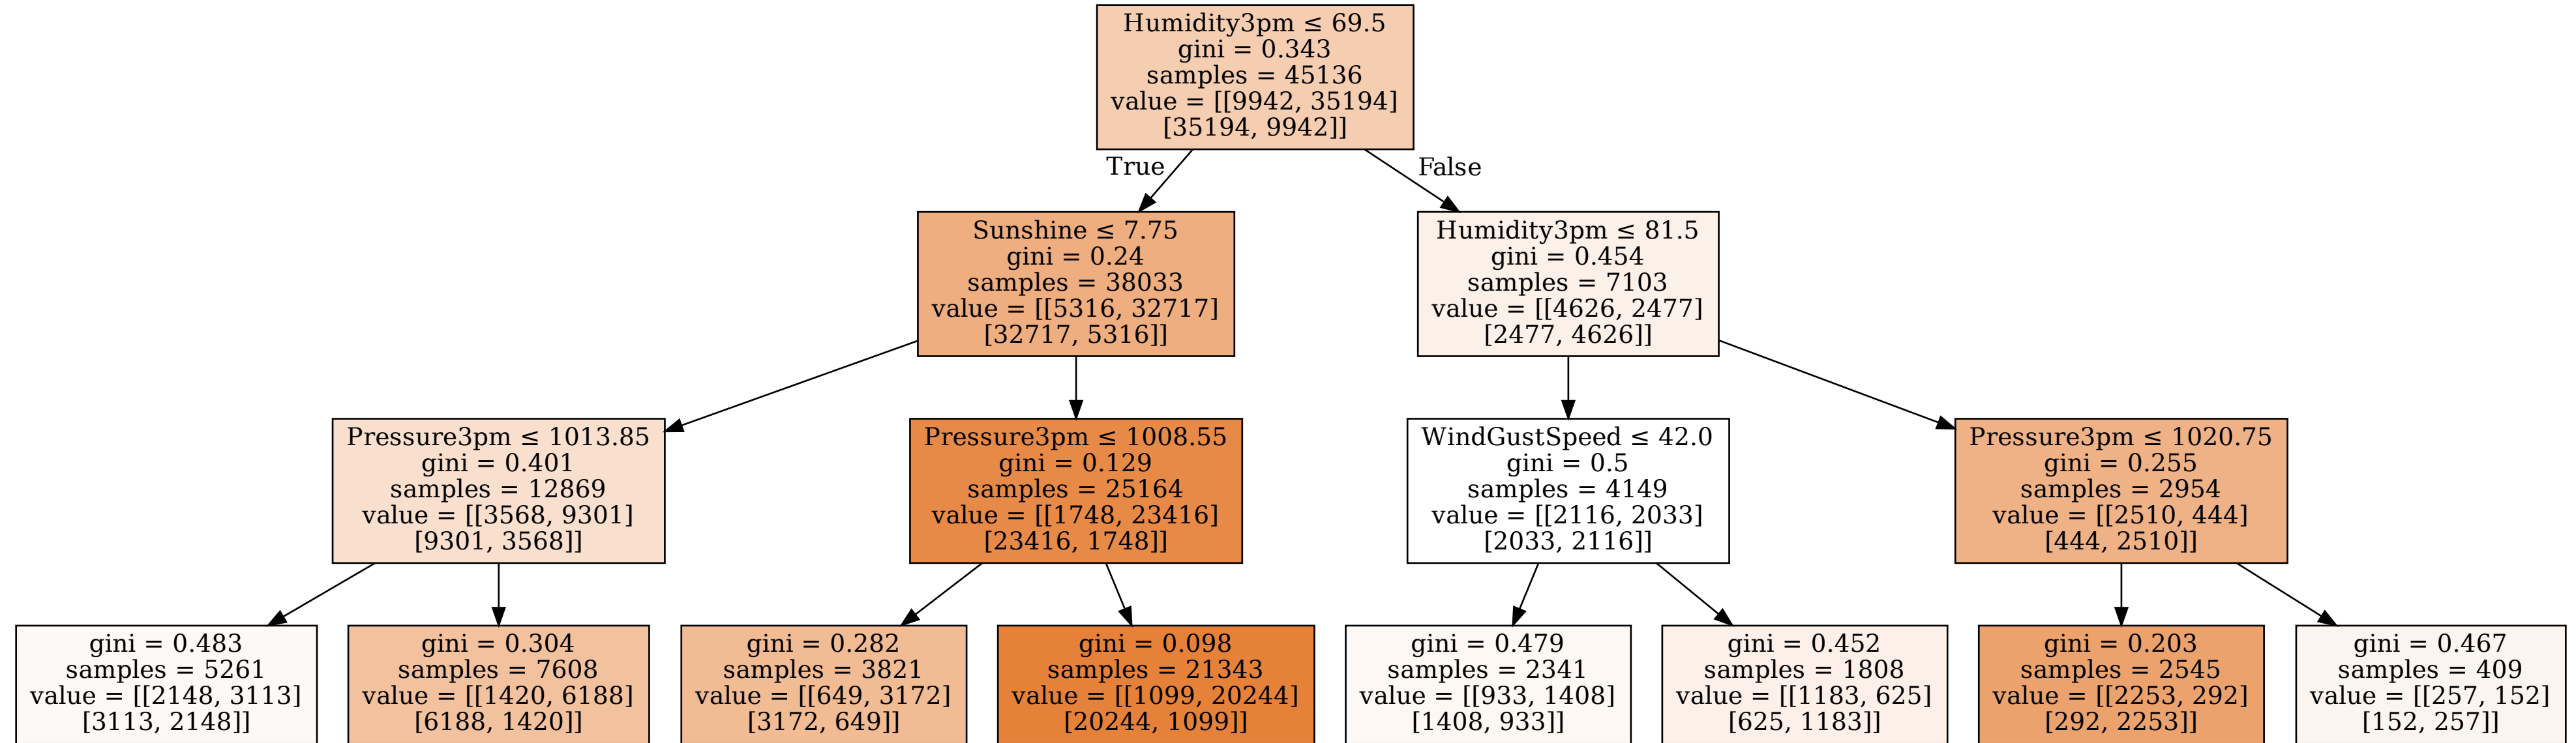 Humidity3pm ≤ 69.5
gini = 0.343
samples = 45136
value = [[9942, 35194]
[35194, 9942]]
True
False
Sunshine ≤ 7.75
gini = 0.24
samples = 38033
value = [[5316, 32717]
[32717, 5316]]
Humidity3pm ≤ 81.5
gini = 0.454
samples = 7103
value = [[4626, 2477]
[2477, 4626]]
Pressure3pm ≤ 1013.85
gini = 0.401
samples = 12869
value = [[3568, 9301]
[9301, 3568]]
Pressure3pm ≤ 1008.55
gini = 0.129
samples = 25164
value = [[1748, 23416]
[23416, 1748]]
WindGustSpeed ≤ 42.0
gini = 0.5
samples = 4149
value = [[2116, 2033]
[2033, 2116]]
Pressure3pm ≤ 1020.75
gini = 0.255
samples = 2954
value = [[2510, 444]
[444, 2510]]
gini = 0.483
samples = 5261
value = [[2148, 3113]
[3113, 2148]]
gini = 0.304
samples = 7608
value = [[1420, 6188]
[6188, 1420]]
gini = 0.282
samples = 3821
value = [[649, 3172]
[3172, 649]]
gini = 0.098
samples = 21343
value = [[1099, 20244]
[20244, 1099]]
gini = 0.479
samples = 2341
value = [[933, 1408]
[1408, 933]]
gini = 0.452
samples = 1808
value = [[1183, 625]
[625, 1183]]
gini = 0.203
samples = 2545
value = [[2253, 292]
[292, 2253]]
gini = 0.467
samples = 409
value = [[257, 152]
[152, 257]]